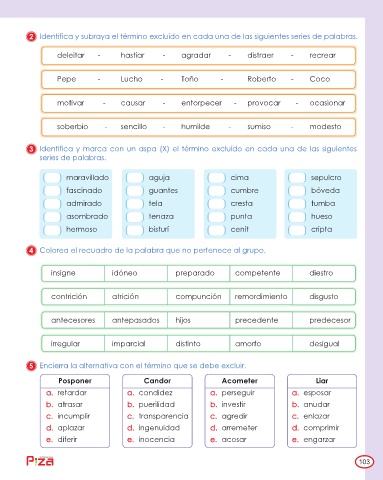 2 Identifica y subraya el término excluido en cada una de las siguientes series de palabras.
deleitar - hastiar - agradar - distraer - recrear
Pepe - Lucho - Toño - Roberto - Coco
motivar - causar - entorpecer - provocar - ocasionar
soberbio - sencillo - humilde - sumiso - modesto
3 Identifica y marca con un aspa (X) el término excluido en cada una de las siguientes
series de palabras.
maravillado aguja cima sepulcro
fascinado guantes cumbre bóveda
admirado tela cresta tumba
asombrado tenaza punta hueso
hermoso bisturí cenit cripta
4 Colorea el recuadro de la palabra que no pertenece al grupo.
insigne idóneo preparado competente diestro
contrición atrición compunción remordimiento disgusto
antecesores antepasados hijos precedente predecesor
irregular imparcial distinto amorfo desigual
5 Encierra la alternativa con el término que se debe excluir.
Posponer Candor Acometer Liar
a. retardar a. candidez a. perseguir a. esposar
b. atrasar b. puerilidad b. investir b. anudar
c. incumplir c. transparencia c. agredir c. enlazar
d. aplazar d. ingenuidad d. arremeter d. comprimir
e. diferir e. inocencia e. acosar e. engarzar
Pizza 103